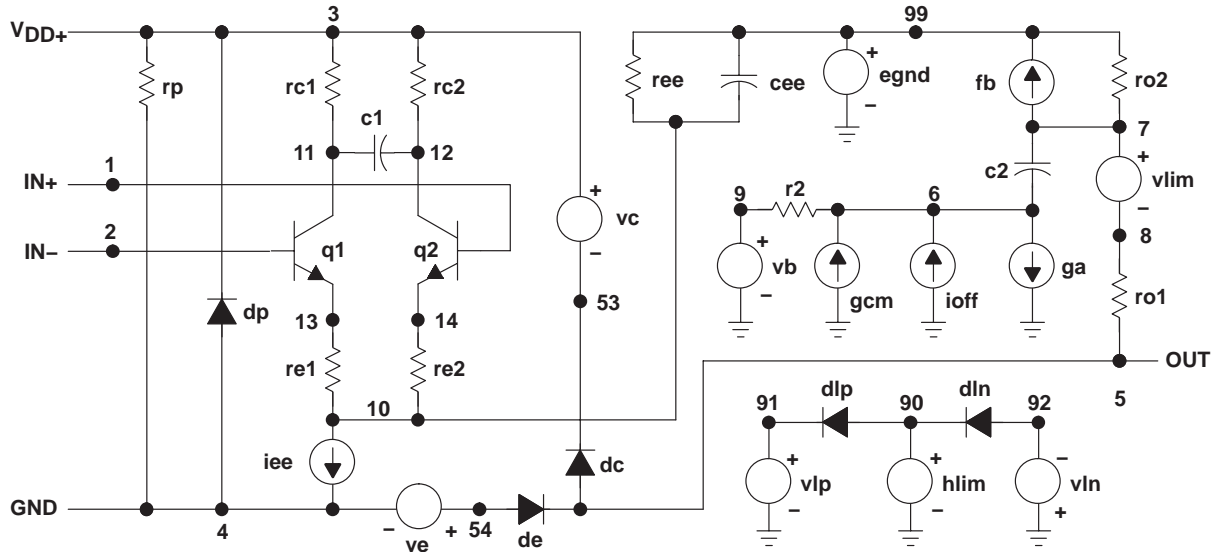 3
99
VDD+
rp
rc1
rc2
ree
cee
egnd
+
−
fb
ro2
c1
11
12
7
1
IN+
c2
+
vlim
−
9
r2
6
8
2
IN−
q1
q2
+
vc
−
+
vb
−
gcm
ioff
ga
53
dp
13
14
ro1
re1
re2
OUT
5
10
91
dlp
90
dln
92
iee
dc
+
vlp
−
+
hlim
−
−
vln
+
GND
4
−
ve
+
54
de